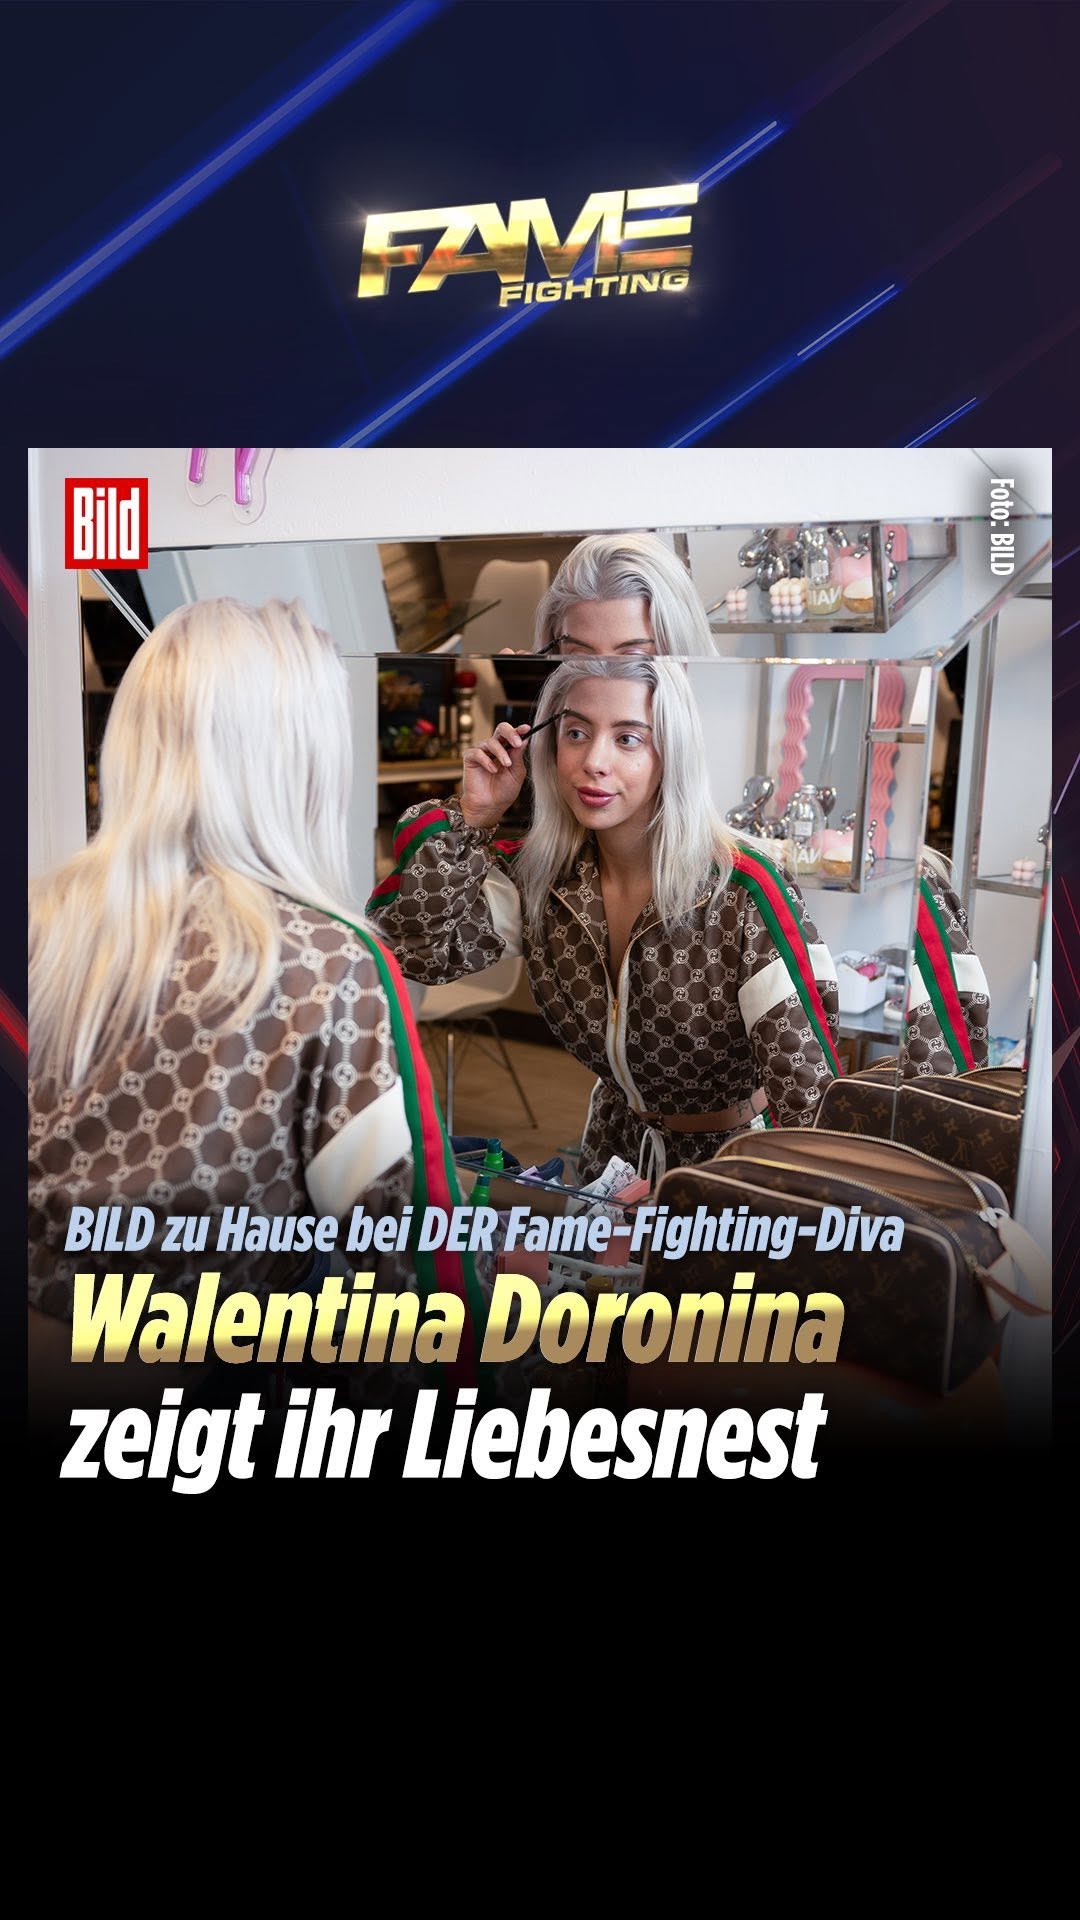 FAME
FIGHTING
Bild
Foto: BILD
BILD zu Hause bei DER Fame-Fighting-Diva
Walentina Doronina
zeigt ihr Liebesnest